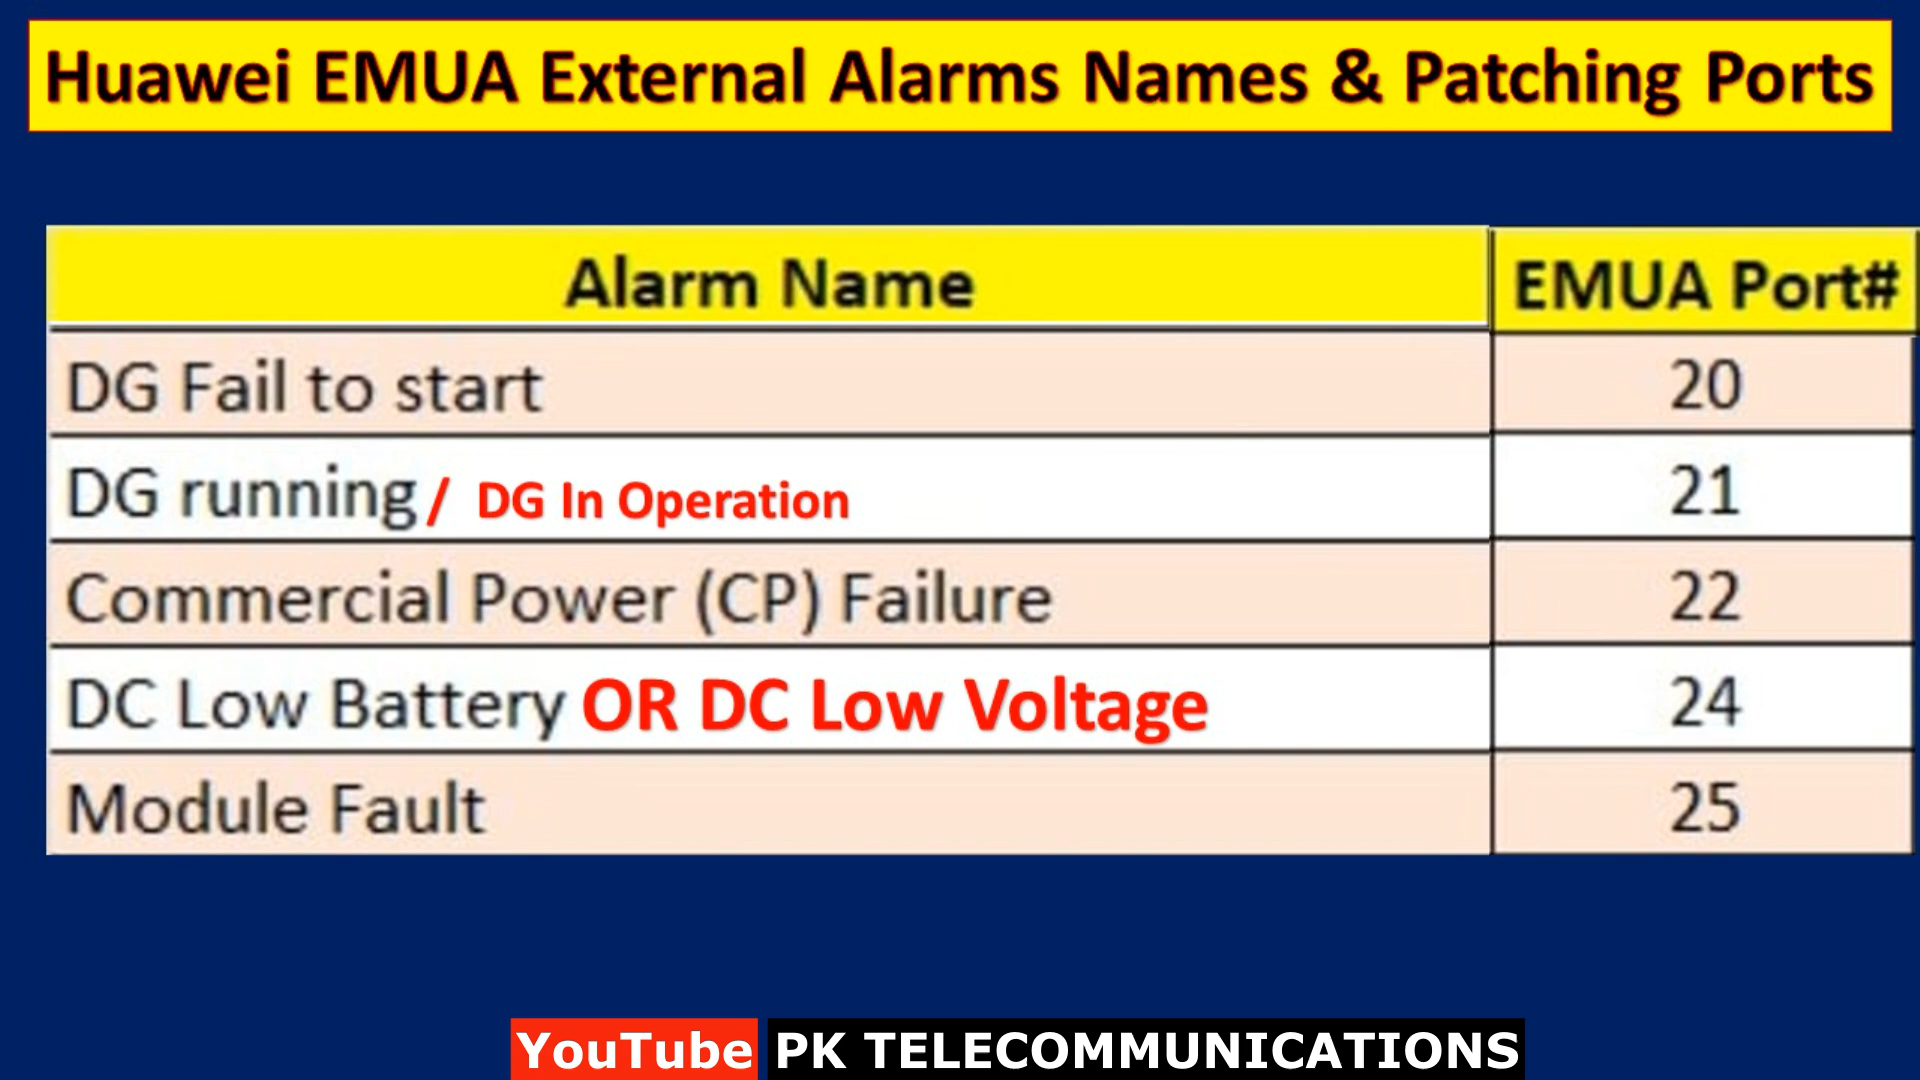 Huawei EMUA External Alarms Names & Patching Ports
Alarm Name EMUA Port#
DG Fail to start 20
DG running / DG In Operation 21
Commercial Power (CP) Failure 22
DC Low Battery OR DC Low Voltage 24
Module Fault 25
YouTube PK TELECOMMUNICATIONS